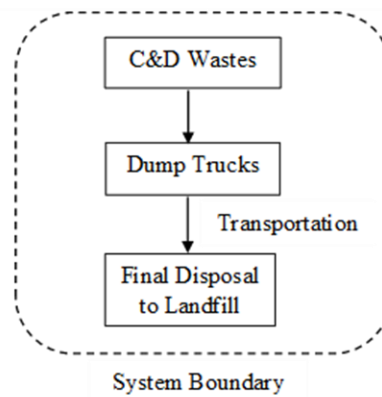 C&D Wastes
Dump Trucks
Transportation
Final Disposal
to Landfill
System Boundary